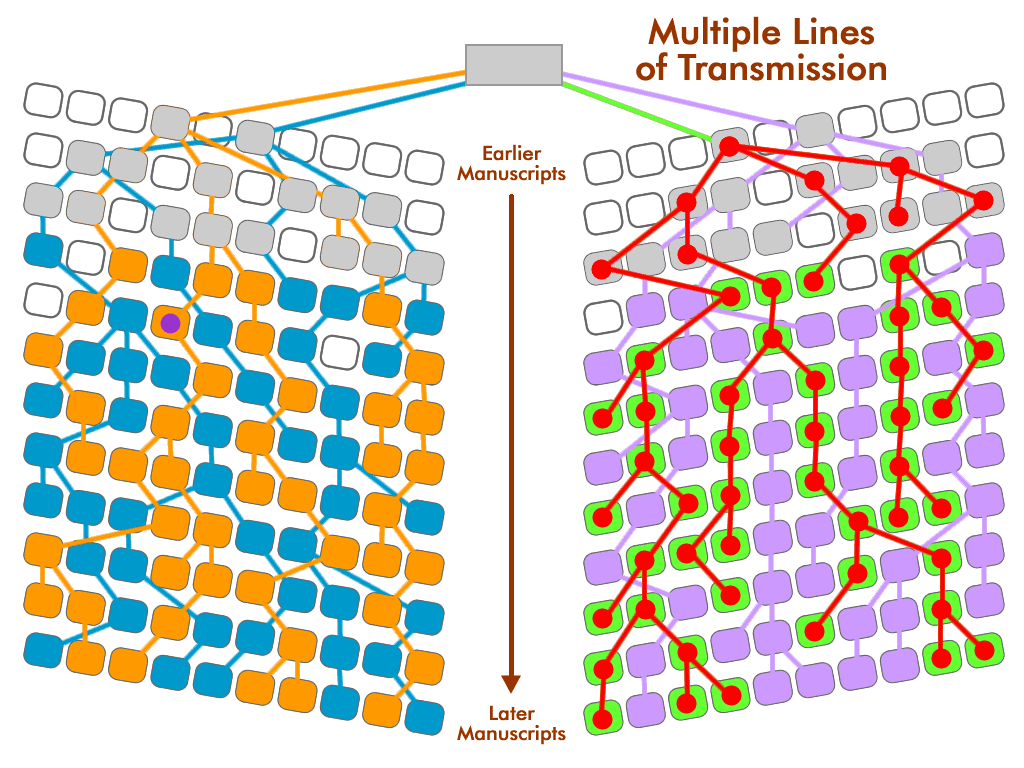 Multiple Lines
of Transmission
Earlier
Manuscripts
Later
Manuscripts